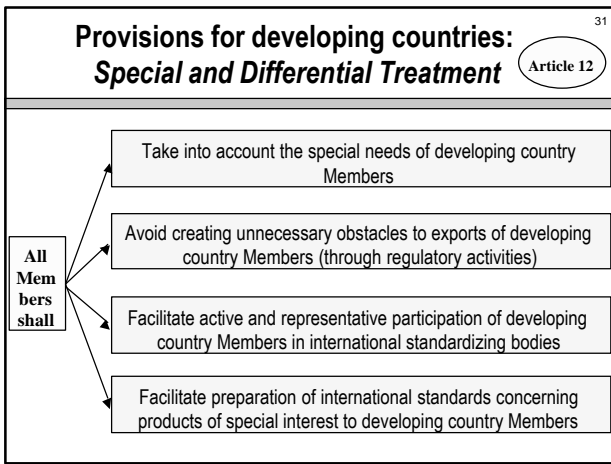 31
Provisions for developing countries:
Special and Differential Treatment
Article 12
All
Mem
bers
shall
Take into account the special needs of developing country
Members
Avoid creating unnecessary obstacles to exports of developing
country Members (through regulatory activities)
Facilitate active and representative participation of developing
country Members in international standardizing bodies
Facilitate preparation of international standards concerning
products of special interest to developing country Members